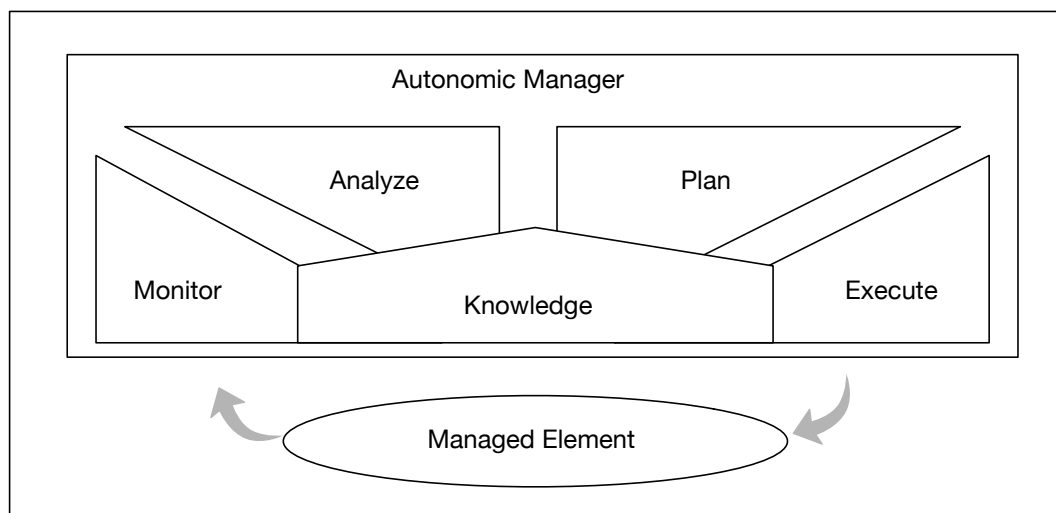 Autonomic Manager
Analyze
Plan
Monitor
Knowledge
Execute
Managed Element